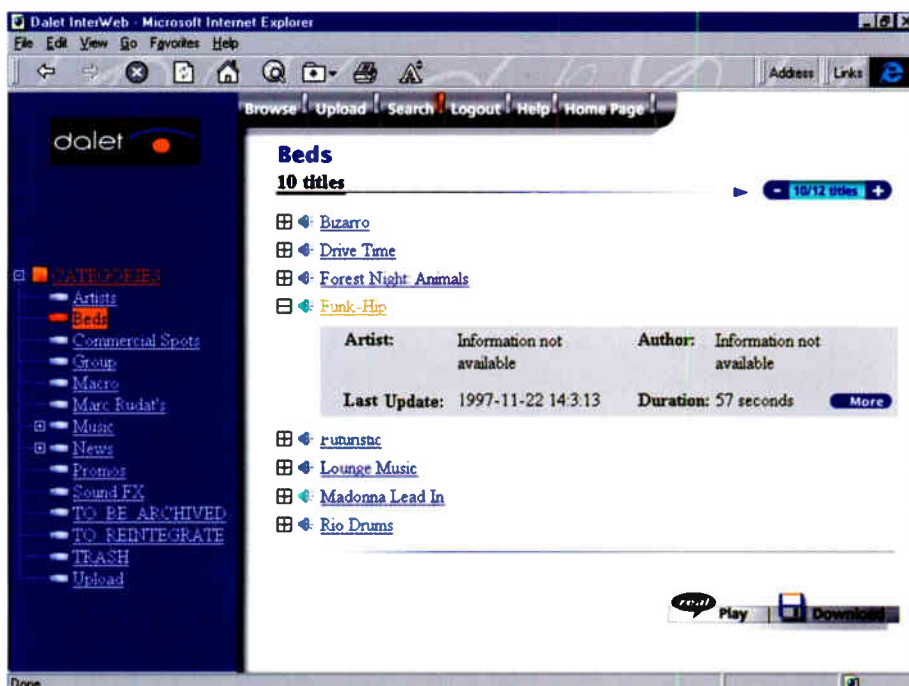 Dalet InterWeb - Microsoft Internet Explorer
File Edit View Go Favorites Help
Address Links
Browse Upload Search Logout Help Home Page
dalet
Beds
10 titles
- 10/12 titles +
CATEGORIES
Artists
Beds
Commercial Spots
Group
Macro
Marc Rudat's
Music
News
Promos
Sound FX
TO BE ARCHIVED
TO REINTEGRATE
TRASH
Upload
Bizarro
Drive Time
Forest Night Animals
Funk-Hip
Artist: Information not available
Author: Information not available
Last Update: 1997-11-22 14:3.13
Duration: 57 seconds
More
Futuristic
Lounge Music
Madonna Lead In
Rio Drums
real Play
Download
Done